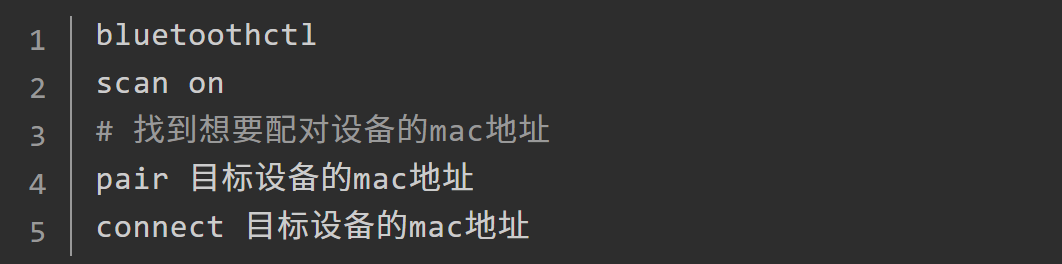 1 bluetoothctl
2 scan on
3 # 找到想要配对设备的mac地址
4 pair 目标设备的mac地址
5 connect 目标设备的mac地址